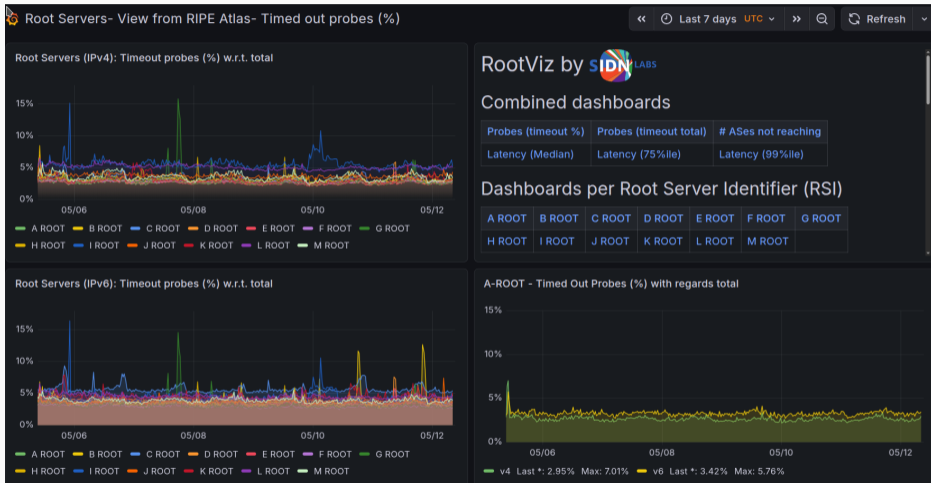 Root Servers- View from RIPE Atlas- Timed out probes (%)
Last 7 days UTC
Refresh
Root Servers (IPv4): Timeout probes (%) w.r.t. total
15%
10%
5%
0%
05/06 05/08 05/10 05/12
A ROOT B ROOT C ROOT D ROOT E ROOT F ROOT G ROOT
H ROOT I ROOT J ROOT K ROOT L ROOT M ROOT
RootViz by SIDN LABS
Combined dashboards
Probes (timeout %) Probes (timeout total) # ASes not reaching
Latency (Median) Latency (75%ile) Latency (99%ile)
Dashboards per Root Server Identifier (RSI)
A ROOT B ROOT C ROOT D ROOT E ROOT F ROOT G ROOT
H ROOT I ROOT J ROOT K ROOT L ROOT M ROOT
Root Servers (IPv6): Timeout probes (%) w.r.t. total
15%
10%
5%
0%
05/06 05/08 05/10 05/12
A ROOT B ROOT C ROOT D ROOT E ROOT F ROOT G ROOT
H ROOT I ROOT J ROOT K ROOT L ROOT M ROOT
A-ROOT - Timed Out Probes (%) with regards total
15%
10%
5%
0%
05/06 05/08 05/10 05/12
v4 Last *: 2.95% Max: 7.01% v6 Last *: 3.42% Max: 5.76%